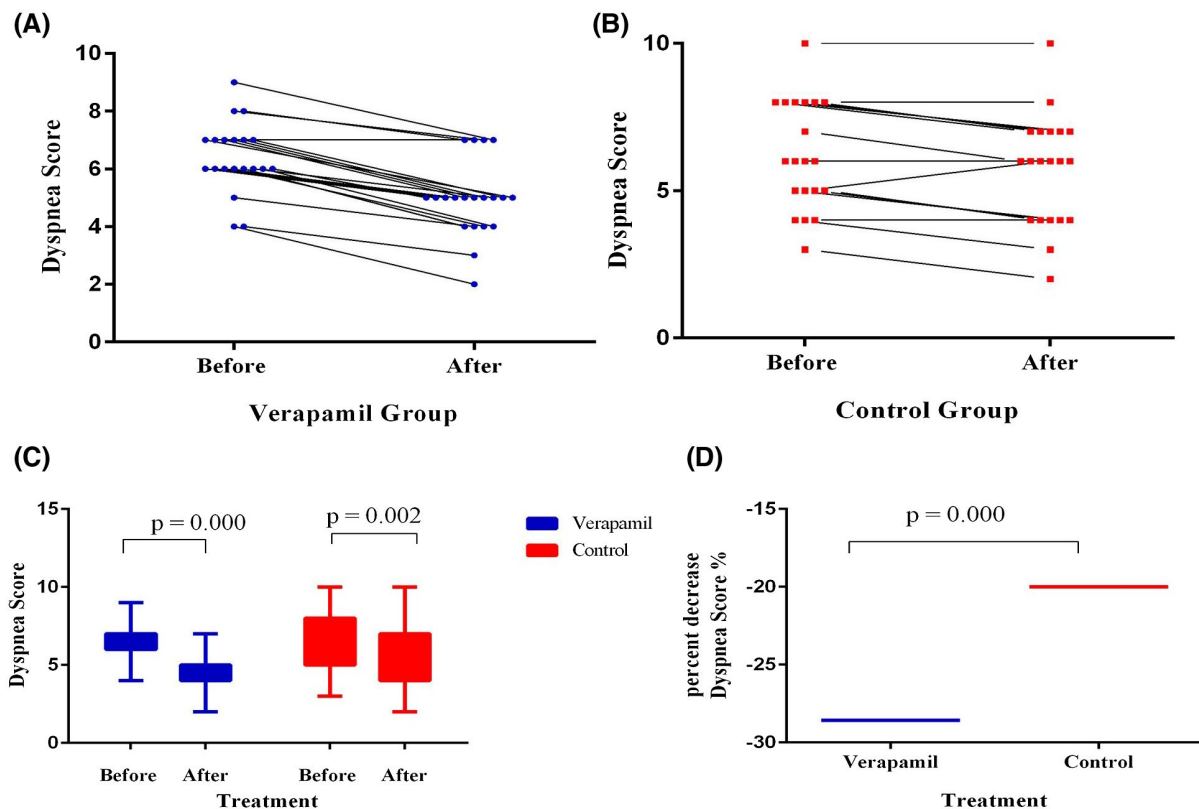 (A)
10
8
6
4
2
0
Dyspnea Score
Before After
Verapamil Group
(B)
10
5
0
Dyspnea Score
Before After
Control Group
(C)
15
10
5
0
Dyspnea Score
p = 0.000
p = 0.002
Verapamil
Control
Before After Before After
Treatment
(D)
-15
-20
-25
-30
percent decrease
Dyspnea Score %
p = 0.000
Verapamil Control
Treatment